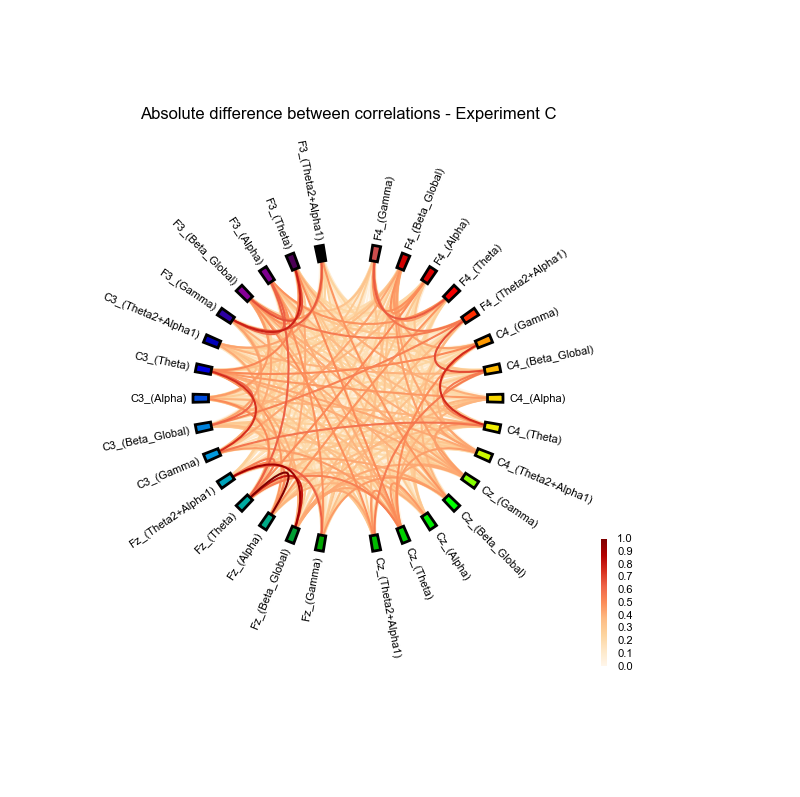 Absolute difference between correlations - Experiment C
F3_(Theta2+Alpha1)
F3_(Theta)
F3_(Alpha)
F3_(Beta_Global)
F3_(Gamma)
C3_(Theta2+Alpha1)
C3_(Theta)
C3_(Alpha)
C3_(Beta_Global)
C3_(Gamma)
Fz_(Theta2+Alpha1)
Fz_(Theta)
Fz_(Alpha)
Fz_(Beta_Global)
Fz_(Gamma)
Cz_(Theta2+Alpha1)
Cz_(Theta)
Cz_(Alpha)
Cz_(Beta_Global)
Cz_(Gamma)
C4_(Theta2+Alpha1)
C4_(Theta)
C4_(Alpha)
C4_(Beta_Global)
C4_(Gamma)
F4_(Theta2+Alpha1)
F4_(Theta)
F4_(Alpha)
F4_(Beta_Global)
F4_(Gamma)
1.0
0.9
0.8
0.7
0.6
0.5
0.4
0.3
0.2
0.1
0.0